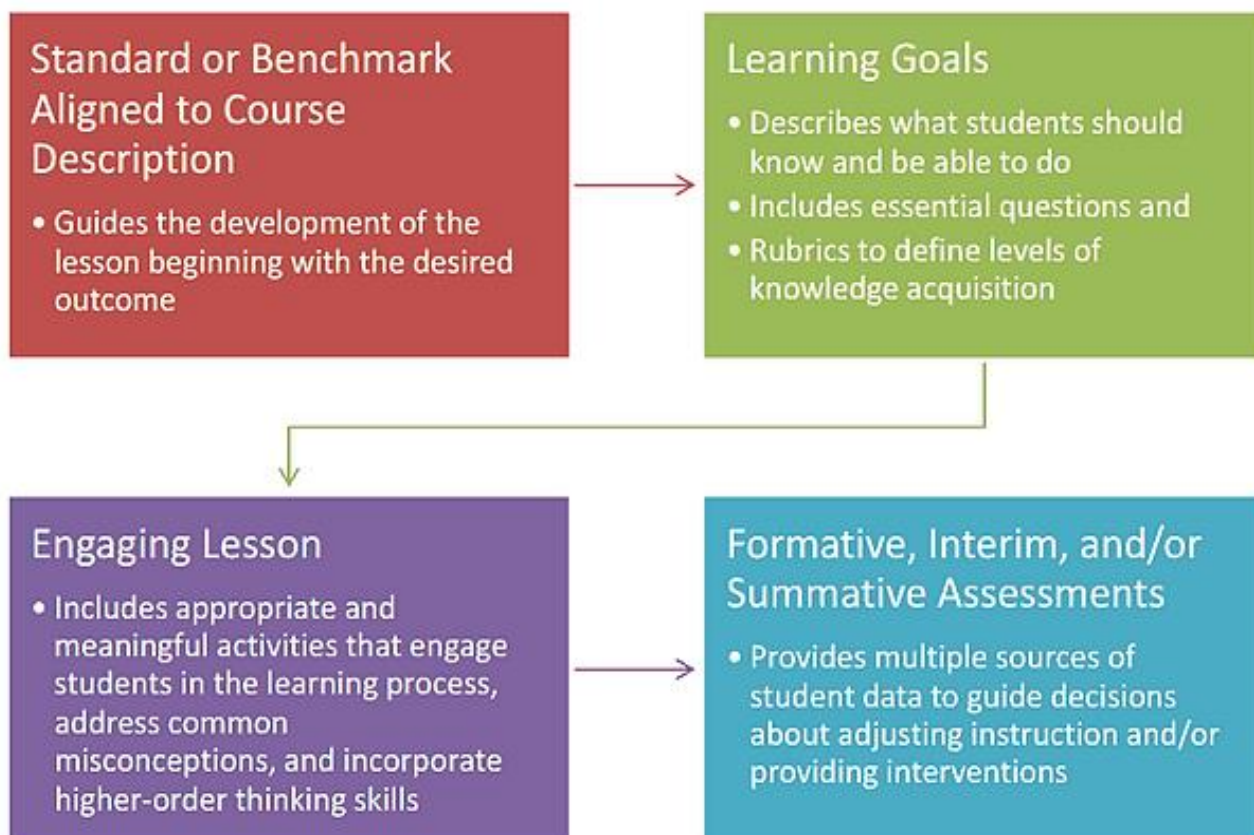 Standard or Benchmark
Aligned to Course
Description
• Guides the development of the
lesson beginning with the desired
outcome
Learning Goals
• Describes what students should
know and be able to do
• Includes essential questions and
• Rubrics to define levels of
knowledge acquisition
Engaging Lesson
• Includes appropriate and
meaningful activities that engage
students in the learning process,
address common
misconceptions, and incorporate
higher-order thinking skills
Formative, Interim, and/or
Summative Assessments
• Provides multiple sources of
student data to guide decisions
about adjusting instruction and/or
providing interventions